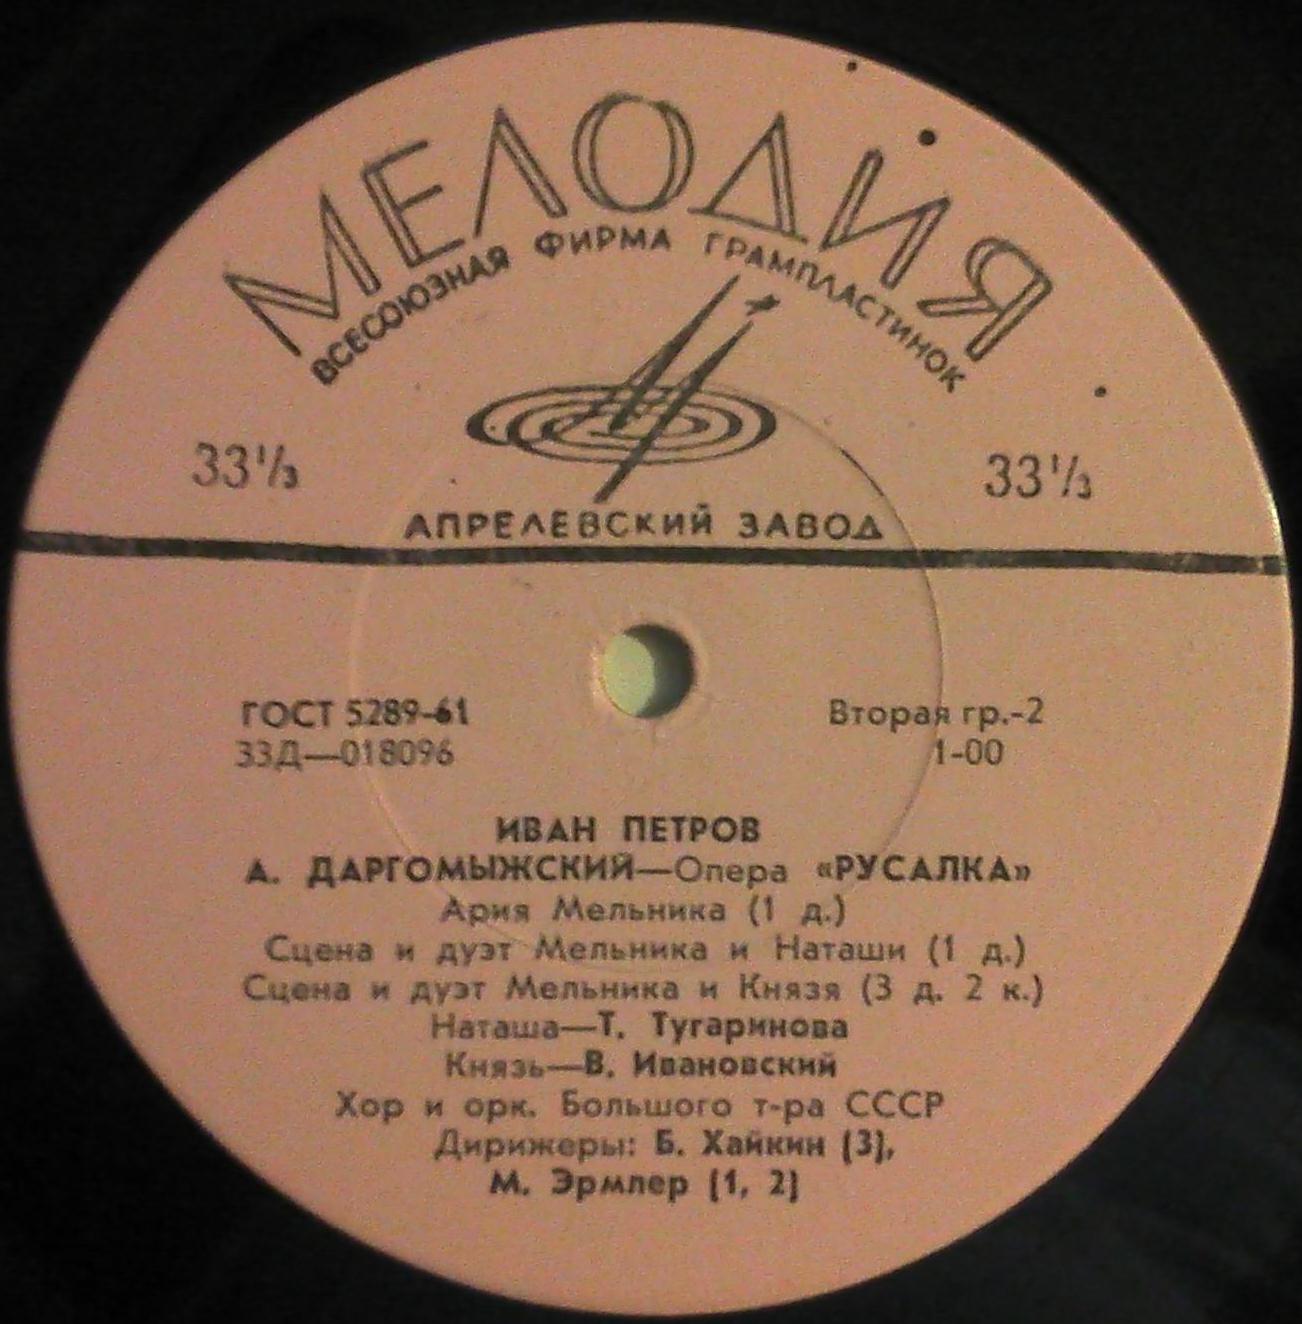 МЕЛОДИЯ
ВСЕСОЮЗНАЯ ФИРМА ГРАМПЛАСТИНОК
33⅓ 33⅓
АПРЕЛЕВСКИЙ ЗАВОД
ГОСТ 5289-61 Вторая гр.-2
33Д—018096 1-00
ИВАН ПЕТРОВ
А. ДАРГОМЫЖСКИЙ—Опера «РУСАЛКА»
Ария Мельника (1 д.)
Сцена и дуэт Мельника и Наташи (1 д.)
Сцена и дуэт Мельника и Князя (3 д. 2 к.)
Наташа—Т. Тугаринова
Князь—В. Ивановский
Хор и орк. Большого т-ра СССР
Дирижеры: Б. Хайкин (3),
М. Эрмлер (1, 2)